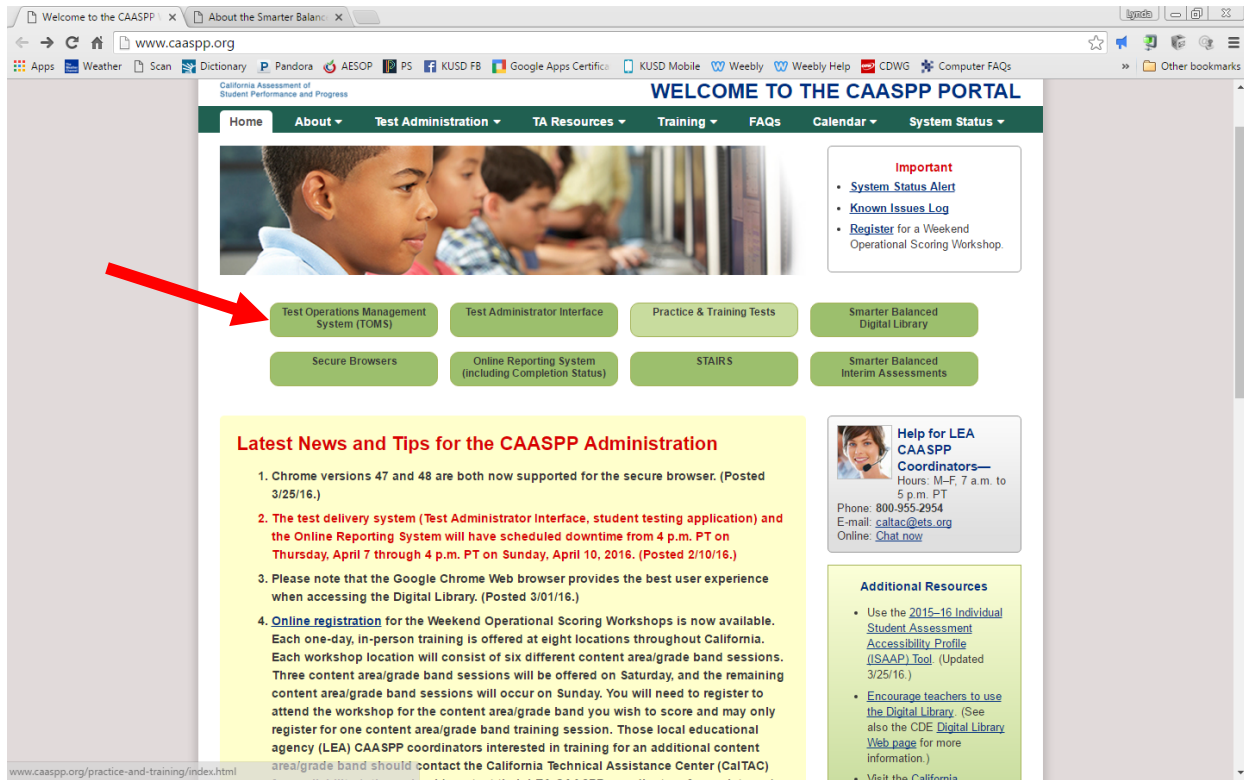 Welcome to the CAASPP
About the Smarter Balanc
lynda
www.caaspp.org
Apps Weather Scan Dictionary Pandora AESOP PS KUSD FB Google Apps Certifica KUSD Mobile Weebly Weebly Help CDWG Computer FAQs » Other bookmarks
California Assessment of
Student Performance and Progress
WELCOME TO THE CAASPP PORTAL
Home About Test Administration TA Resources Training FAQs Calendar System Status
Important
• System Status Alert
• Known Issues Log
• Register for a Weekend
Operational Scoring Workshop.
Test Operations Management
System (TOMS)
Test Administrator Interface
Practice & Training Tests
Smarter Balanced
Digital Library
Secure Browsers
Online Reporting System
(including Completion Status)
STAIRS
Smarter Balanced
Interim Assessments
Latest News and Tips for the CAASPP Administration
1. Chrome versions 47 and 48 are both now supported for the secure browser. (Posted
3/25/16.)
2. The test delivery system (Test Administrator Interface, student testing application) and
the Online Reporting System will have scheduled downtime from 4 p.m. PT on
Thursday, April 7 through 4 p.m. PT on Sunday, April 10, 2016. (Posted 2/10/16.)
3. Please note that the Google Chrome Web browser provides the best user experience
when accessing the Digital Library. (Posted 3/01/16.)
4. Online registration for the Weekend Operational Scoring Workshops is now available.
Each one-day, in-person training is offered at eight locations throughout California.
Each workshop location will consist of six different content area/grade band sessions.
Three content area/grade band sessions will be offered on Saturday, and the remaining
content area/grade band sessions will occur on Sunday. You will need to register to
attend the workshop for the content area/grade band you wish to score and may only
register for one content area/grade band training session. Those local educational
agency (LEA) CAASPP coordinators interested in training for an additional content
area/grade band should contact the California Technical Assistance Center (CalTAC)
Help for LEA
CAASPP
Coordinators—
Hours: M–F, 7 a.m. to
5 p.m. PT
Phone: 800-955-2954
E-mail: caltac@ets.org
Online: Chat now
Additional Resources
• Use the 2015–16 Individual
Student Assessment
Accessibility Profile
(ISAAP) Tool. (Updated
3/25/16.)
• Encourage teachers to use
the Digital Library. (See
also the CDE Digital Library
Web page for more
information.)
• Visit the California
www.caaspp.org/practice-and-training/index.html